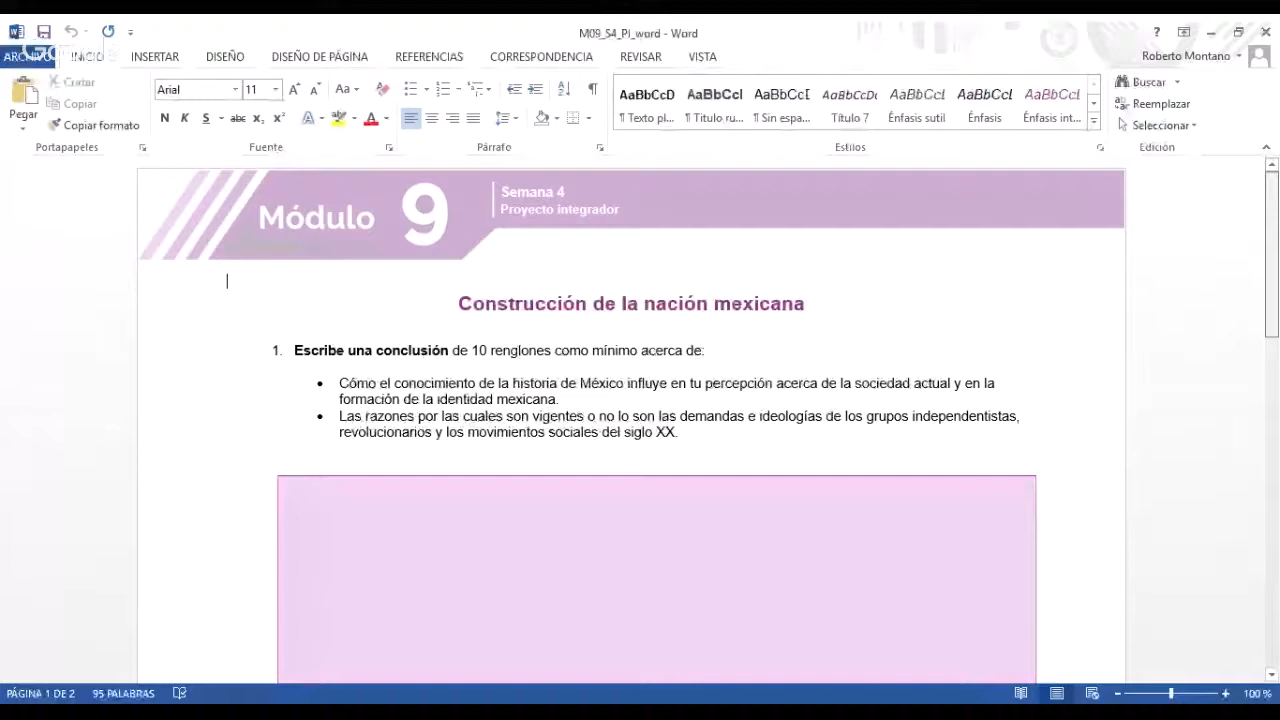 M09_S4_PI_word - Word
ARCHIVO INICIO INSERTAR DISEÑO DISEÑO DE PÁGINA REFERENCIAS CORRESPONDENCIA REVISAR VISTA Roberto Montano
Pegar
Cortar
Copiar
Copiar formato
Portapapeles
Arial 11
N K S abc x₂ x²
Fuente
Párrafo
AaBbCcD AaBbCcI AaBbCcI AaBbCcDc AaBbCcI AaBbCcI AaBbCcI
¶ Texto pl... ¶ Titulo ru... ¶ Sin espa... Título 7 Énfasis sutil Énfasis Énfasis int...
Estilos
Buscar
Reemplazar
Seleccionar
Edición
Módulo 9
Semana 4
Proyecto integrador
Construcción de la nación mexicana
1. Escribe una conclusión de 10 renglones como mínimo acerca de:
• Cómo el conocimiento de la historia de México influye en tu percepción acerca de la sociedad actual y en la
formación de la identidad mexicana.
• Las razones por las cuales son vigentes o no lo son las demandas e ideologías de los grupos independentistas,
revolucionarios y los movimientos sociales del siglo XX.
PÁGINA 1 DE 2 95 PALABRAS 100 %